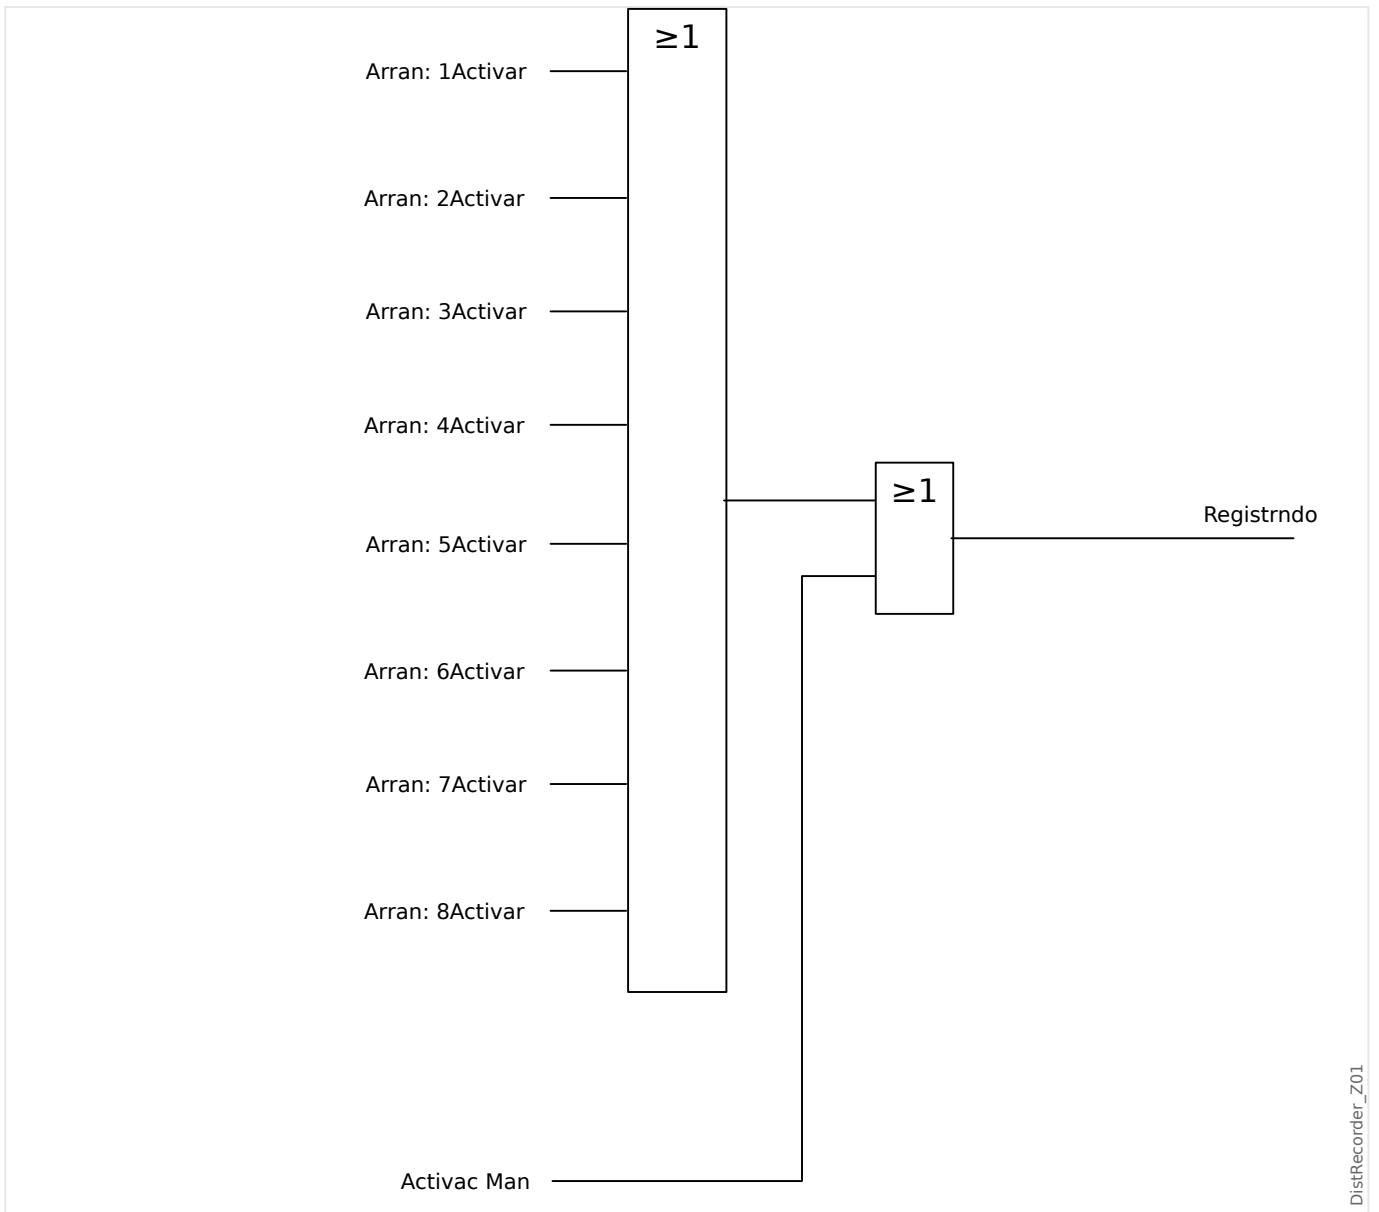 ≥1
Arran: 1Activar
Arran: 2Activar
Arran: 3Activar
Arran: 4Activar
≥1
Registrndo
Arran: 5Activar
Arran: 6Activar
Arran: 7Activar
Arran: 8Activar
Activac Man
DistRecorder_Z01